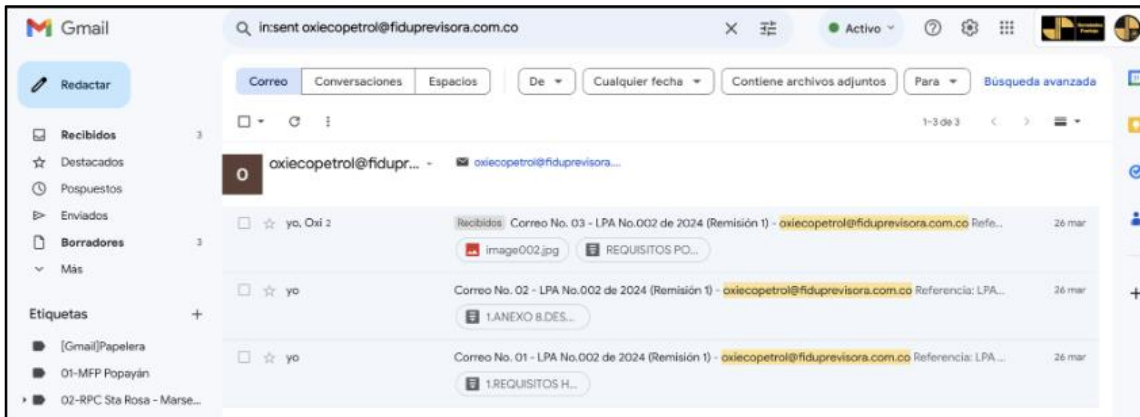 Gmail
in:sent oxiecopetrol@fiduprevisora.com.co
Activo
Redactar
Correo Conversaciones Espacios De Cualquier fecha Contiene archivos adjuntos Para Búsqueda avanzada
Recibidos 3
1-3 de 3
Destacados
O oxiecopetrol@fidupr... oxiecopetrol@fiduprevisora....
Pospuestos
Enviados
yo, Oxi 2 Recibidos Correo No. 03 - LPA No.002 de 2024 (Remisión 1) - oxiecopetrol@fiduprevisora.com.co Refe... 26 mar
Borradores 3
image002.jpg REQUISITOS PO...
Más
yo Correo No. 02 - LPA No.002 de 2024 (Remisión 1) - oxiecopetrol@fiduprevisora.com.co Referencia: LPA... 26 mar
Etiquetas +
1.ANEXO 8.DES...
[Gmail]Papelera
yo Correo No. 01 - LPA No.002 de 2024 (Remisión 1) - oxiecopetrol@fiduprevisora.com.co Referencia: LPA ... 26 mar
01-MFP Popayán
1.REQUISITOS H...
02-RPC Sta Rosa - Marse...